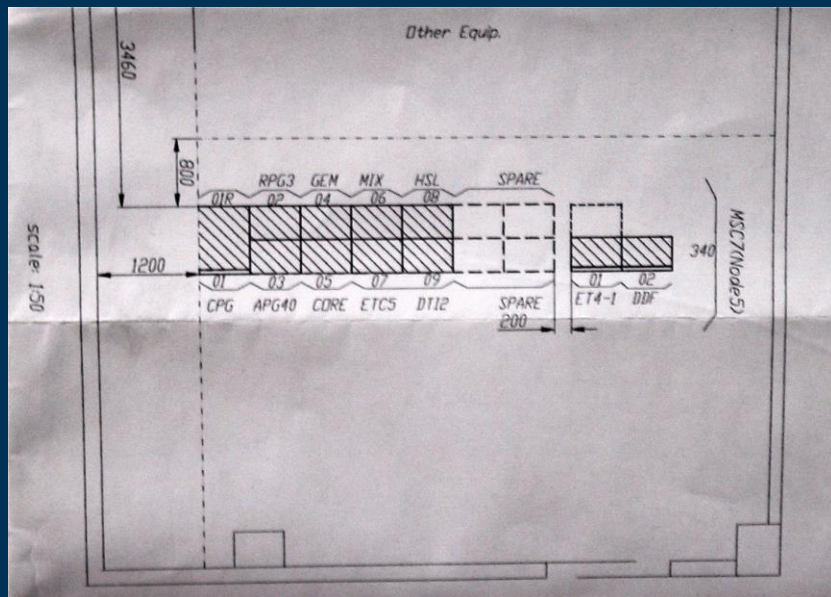 Other Equip.
3460
800
RPG3 GEM MIX HSL SPARE
01R 02 04 06 08
1200
340
MSC7(Node5)
scale: 1:50
01 03 05 07 09 01 02
CPG APG40 CORE ETC5 DTI2 SPARE ET4-1 DDF
200